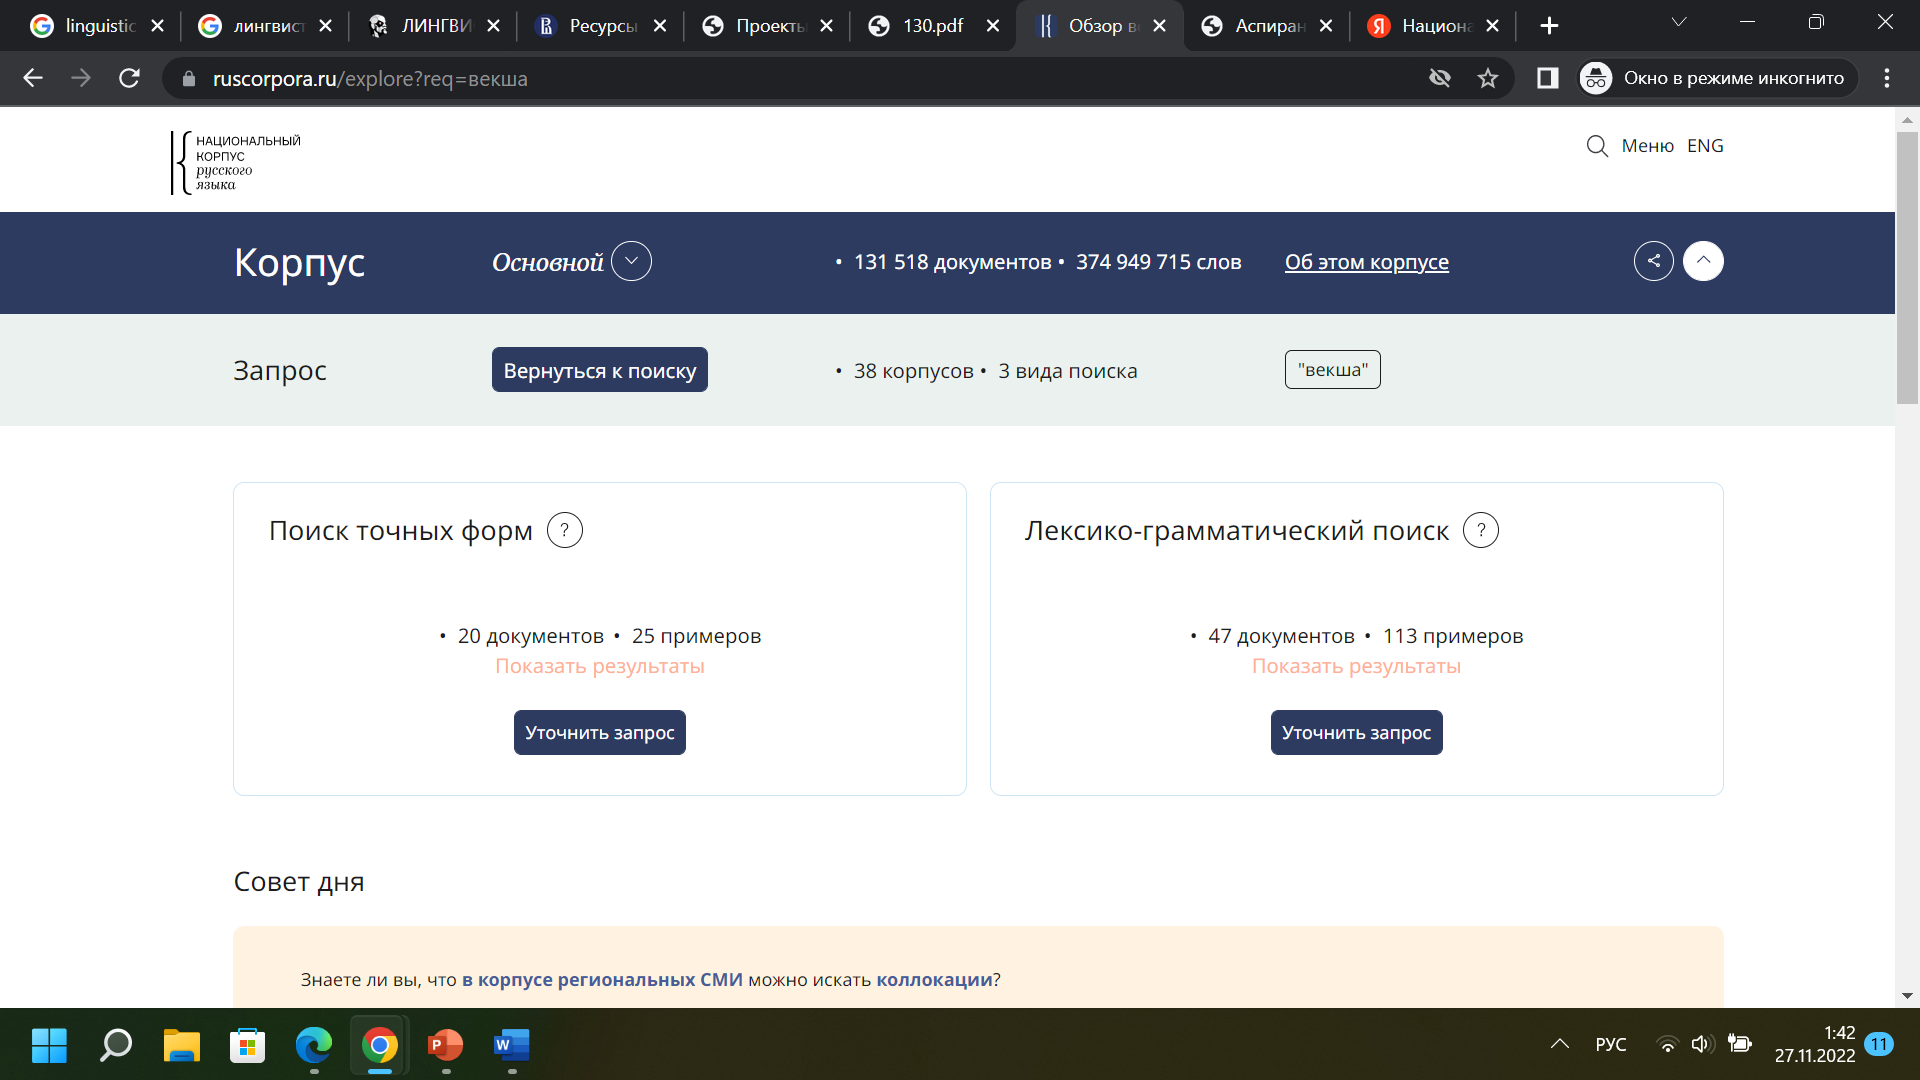 linguistic
лингвист
ЛИНГВИ
Ресурсы
Проекты
130.pdf
Обзор в
Аспиран
Национа
ruscorpora.ru/explore?req=векша
Окно в режиме инкогнито
НАЦИОНАЛЬНЫЙ
КОРПУС
русского
языка
Меню ENG
Корпус
Основной
• 131 518 документов • 374 949 715 слов
Об этом корпусе
Запрос
Вернуться к поиску
• 38 корпусов • 3 вида поиска
"векша"
Поиск точных форм ?
• 20 документов • 25 примеров
Показать результаты
Уточнить запрос
Лексико-грамматический поиск ?
• 47 документов • 113 примеров
Показать результаты
Уточнить запрос
Совет дня
Знаете ли вы, что в корпусе региональных СМИ можно искать коллокации?
РУС
1:42
27.11.2022
11